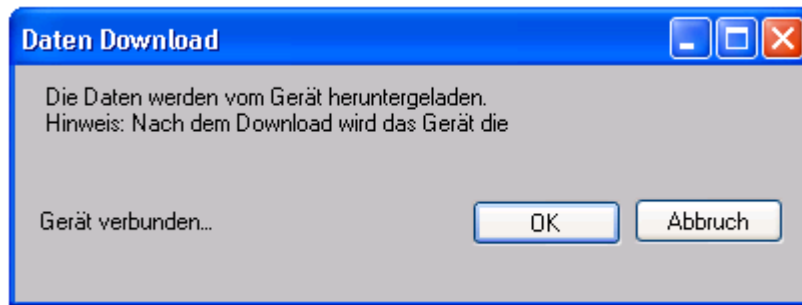 Daten Download
Die Daten werden vom Gerät heruntergeladen.
Hinweis: Nach dem Download wird das Gerät die
Gerät verbunden...
OK
Abbruch